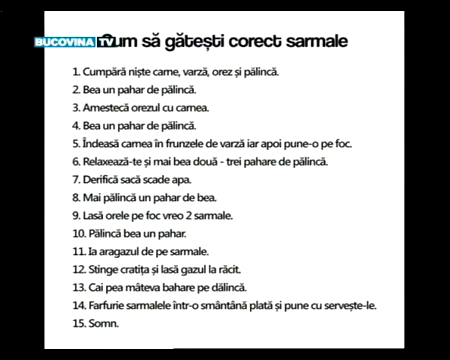 BUCOVINA TV
Cum să gătești corect sarmale
1. Cumpără niște carne, varză, orez și pălincă.
2. Bea un pahar de pălincă.
3. Amestecă orezul cu carnea.
4. Bea un pahar de pălincă.
5. Îndeasă carnea în frunzele de varză iar apoi pune-o pe foc.
6. Relaxează-te și mai bea două - trei pahare de pălincă.
7. Derifică sacă scade apa.
8. Mai pălincă un pahar de bea.
9. Lasă orele pe foc vreo 2 sarmale.
10. Pălincă bea un pahar.
11. Ia aragazul de pe sarmale.
12. Stinge cratița și lasă gazul la răcit.
13. Cai pea mâteva bahare pe dălincă.
14. Farfurie sarmalele într-o smântână plată și pune cu servește-le.
15. Somn.